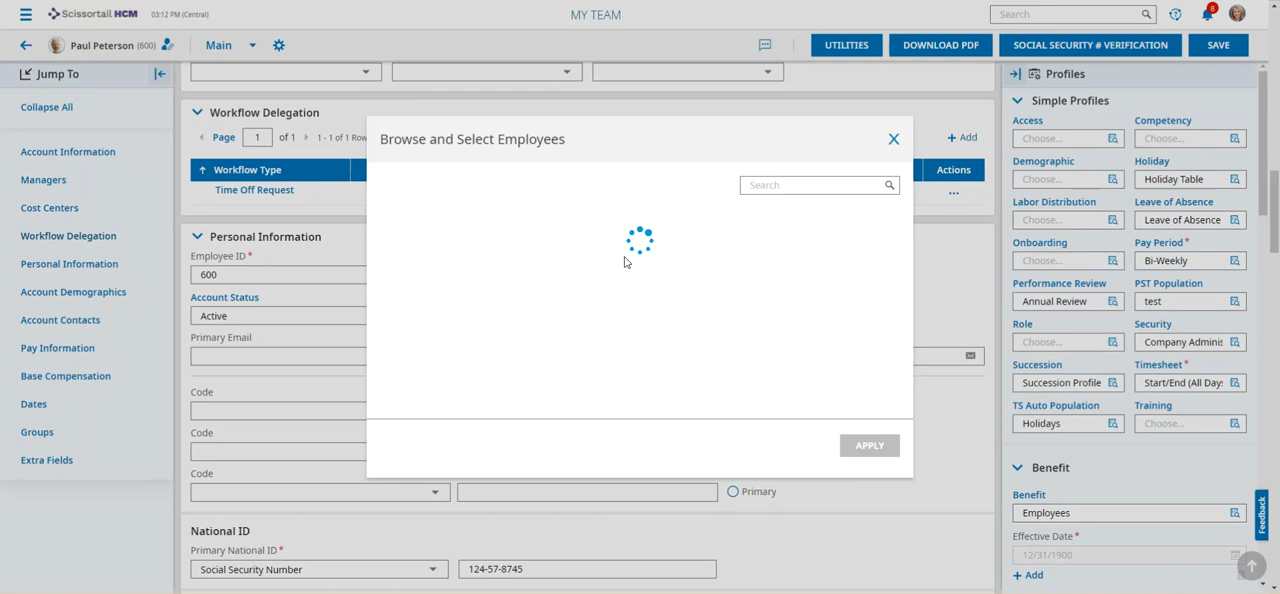 Scissortail HCM
03:12 PM (Central)
MY TEAM
Search
8
Paul Peterson (600)
Main
UTILITIES
DOWNLOAD PDF
SOCIAL SECURITY # VERIFICATION
SAVE
Jump To
Collapse All
Account Information
Managers
Cost Centers
Workflow Delegation
Personal Information
Account Demographics
Account Contacts
Pay Information
Base Compensation
Dates
Groups
Extra Fields
Workflow Delegation
Page 1 of 1 1 - 1 of 1 Row
+ Add
Workflow Type
Actions
Time Off Request
...
Personal Information
Employee ID*
600
Account Status
Active
Primary Email
Code
Code
Code
Primary
National ID
Primary National ID*
Social Security Number
124-57-8745
Browse and Select Employees
X
Search
APPLY
Profiles
Simple Profiles
Access
Competency
Choose...
Choose...
Demographic
Holiday
Choose...
Holiday Table
Labor Distribution
Leave of Absence
Choose...
Leave of Absence
Onboarding
Pay Period*
Choose...
Bi-Weekly
Performance Review
PST Population
Annual Review
test
Role
Security
Choose...
Company Adminis
Succession
Timesheet*
Succession Profile
Start/End (All Day
TS Auto Population
Training
Holidays
Choose...
Benefit
Benefit
Employees
Effective Date*
12/31/1900
+ Add
Feedback